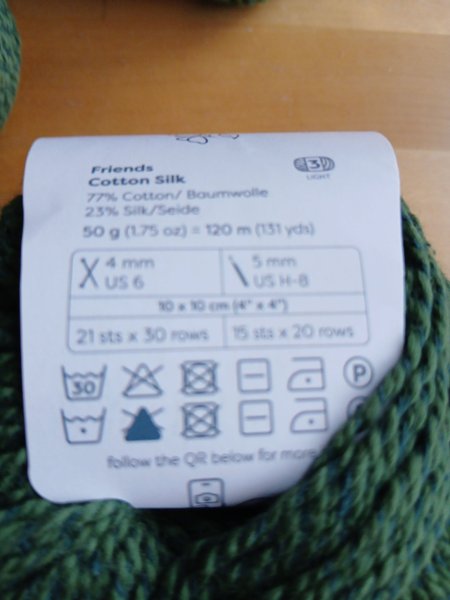 3
LIGHT
Friends
Cotton Silk
77% Cotton/ Baumwolle
23% Silk/Seide
50 g (1.75 oz) = 120 m (131 yds)
4 mm
US 6
5 mm
US H-8
10 x 10 cm (4" x 4")
21 sts x 30 rows
15 sts x 20 rows
30
P
follow the QR below for more